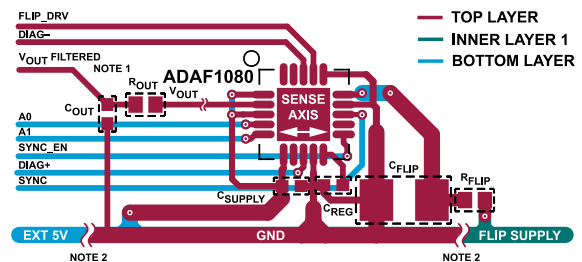 FLIP_DRV
DIAG–
VOUT FILTERED
NOTE 1
ROUT
ADAF1080
COUT
VOUT
SENSE
AXIS
TOP LAYER
INNER LAYER 1
BOTTOM LAYER
A0
A1
SYNC_EN
DIAG+
SYNC
CSUPPLY
CREG
CFLIP
RFLIP
EXT 5V
GND
FLIP SUPPLY
NOTE 2
NOTE 2